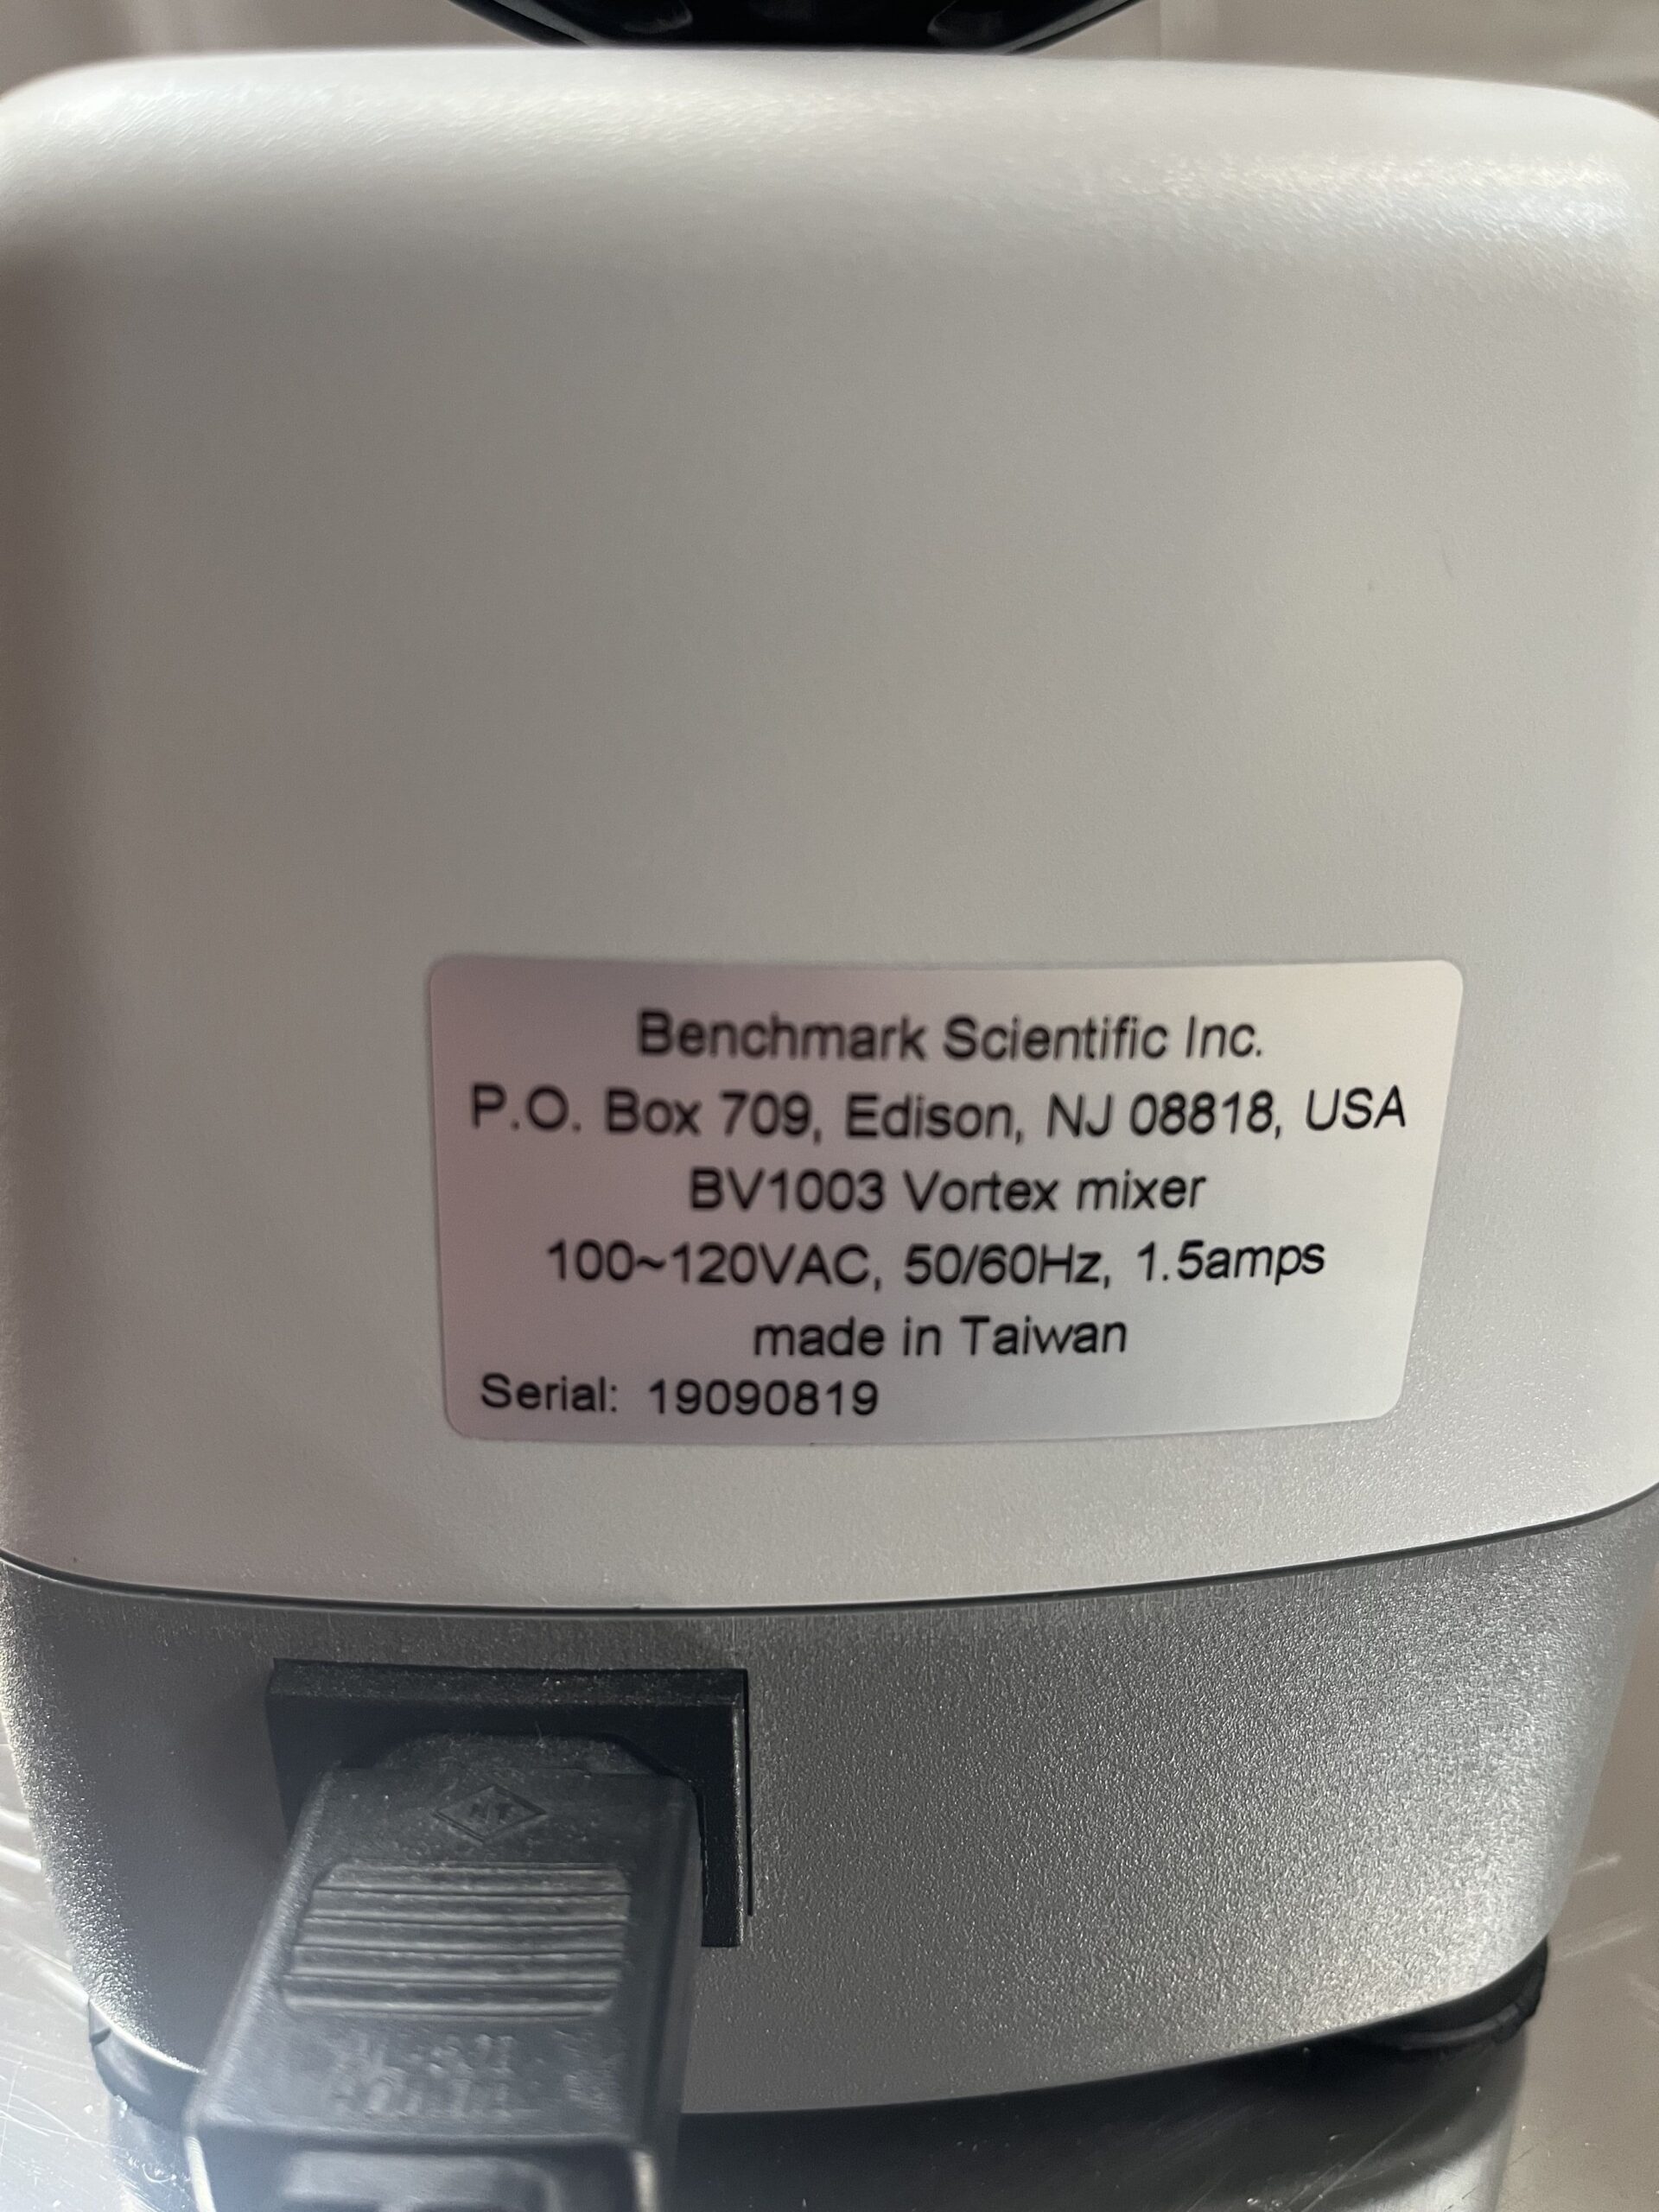 Benchmark Scientific Inc.
P.O. Box 709, Edison, NJ 08818, USA
BV1003 Vortex mixer
100~120VAC, 50/60Hz, 1.5amps
made in Taiwan
Serial: 19090819